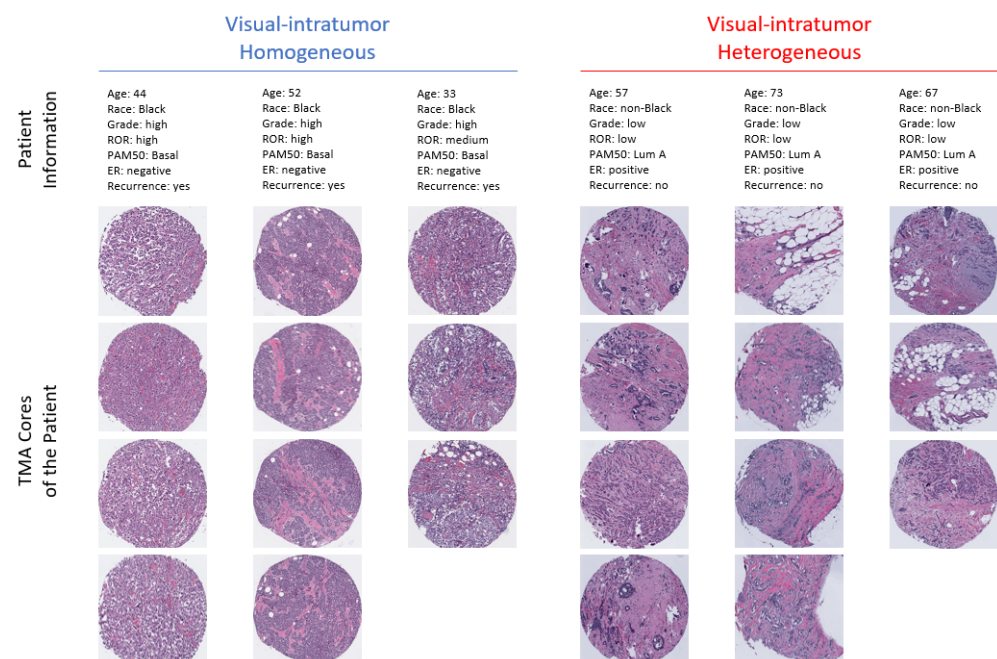 Visual-intratumor
Homogeneous
Visual-intratumor
Heterogeneous
Patient
Information
Age: 44
Race: Black
Grade: high
ROR: high
PAM50: Basal
ER: negative
Recurrence: yes
Age: 52
Race: Black
Grade: high
ROR: high
PAM50: Basal
ER: negative
Recurrence: yes
Age: 33
Race: Black
Grade: high
ROR: medium
PAM50: Basal
ER: negative
Recurrence: yes
Age: 57
Race: non-Black
Grade: low
ROR: low
PAM50: Lum A
ER: positive
Recurrence: no
Age: 73
Race: non-Black
Grade: low
ROR: low
PAM50: Lum A
ER: positive
Recurrence: no
Age: 67
Race: non-Black
Grade: low
ROR: low
PAM50: Lum A
ER: positive
Recurrence: no
TMA Cores
of the Patient